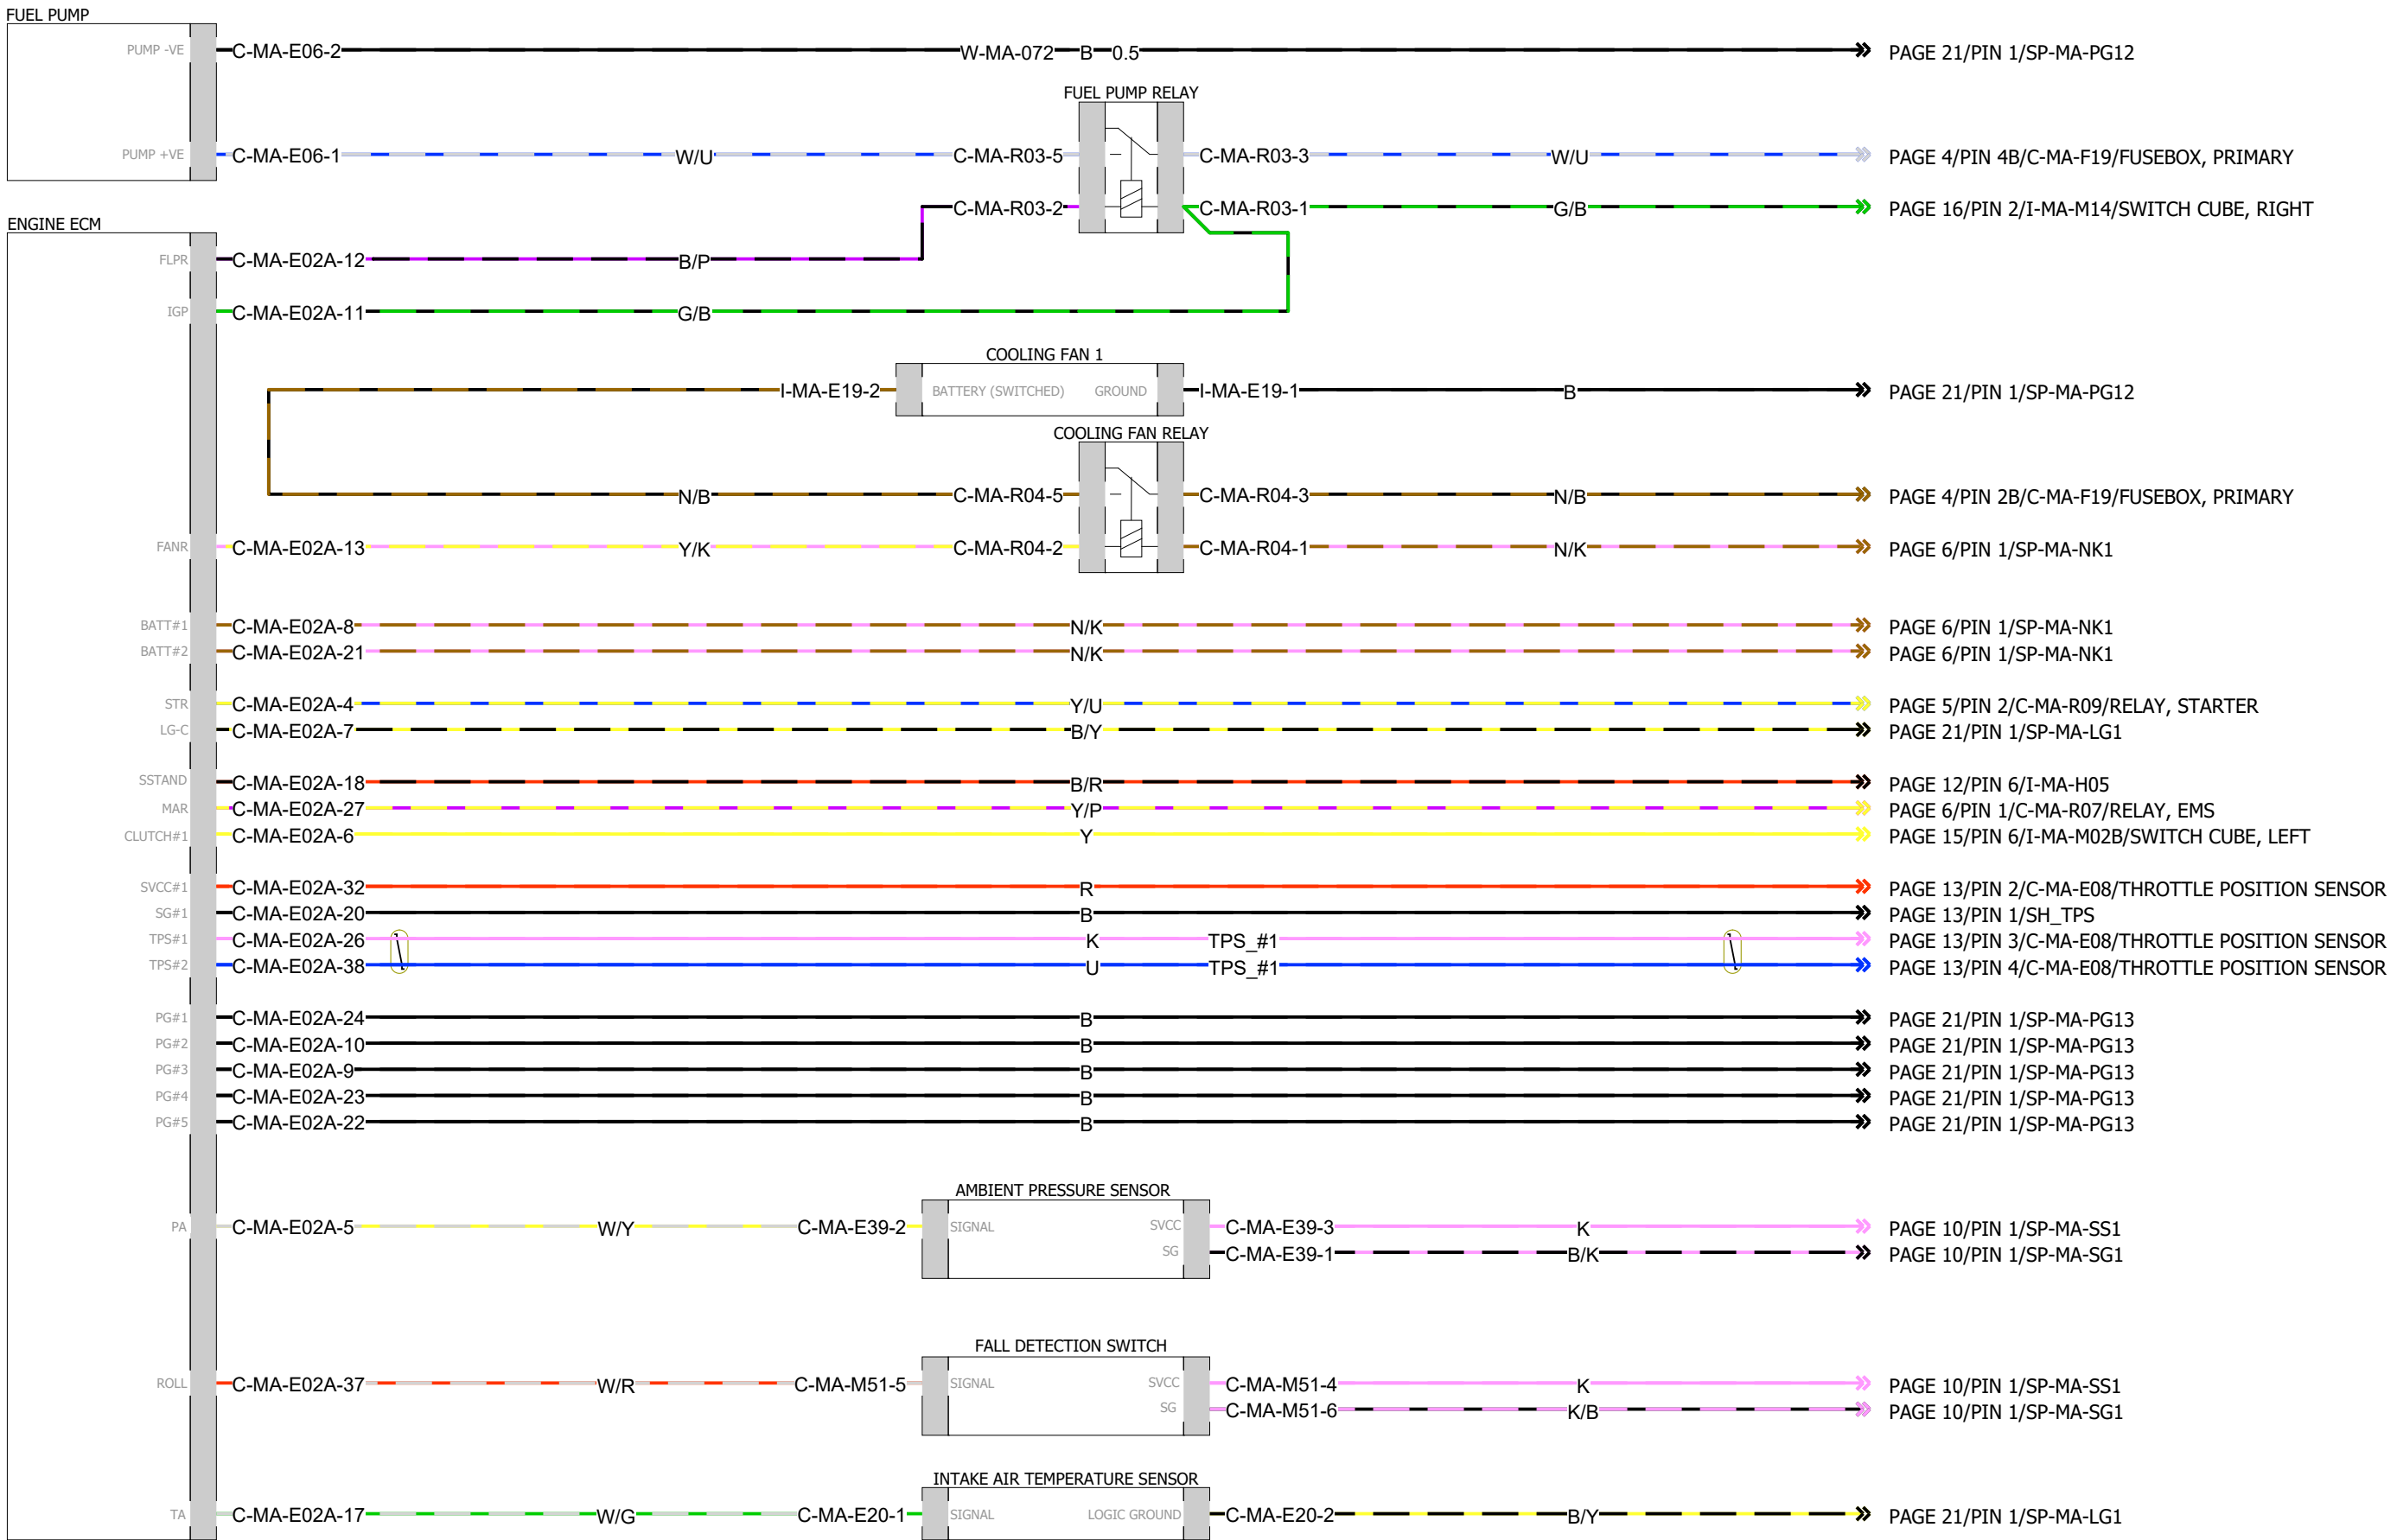 FUEL PUMP
PUMP -VE C-MA-E06-2 W-MA-072 B 0.5 PAGE 21/PIN 1/SP-MA-PG12
FUEL PUMP RELAY
PUMP +VE C-MA-E06-1 W/U C-MA-R03-5 C-MA-R03-3 W/U PAGE 4/PIN 4B/C-MA-F19/FUSEBOX, PRIMARY
C-MA-R03-2 C-MA-R03-1 G/B PAGE 16/PIN 2/I-MA-M14/SWITCH CUBE, RIGHT
ENGINE ECM
FLPR C-MA-E02A-12 B/P
IGP C-MA-E02A-11 G/B
COOLING FAN 1
I-MA-E19-2 BATTERY (SWITCHED) GROUND I-MA-E19-1 B PAGE 21/PIN 1/SP-MA-PG12
COOLING FAN RELAY
N/B C-MA-R04-5 C-MA-R04-3 N/B PAGE 4/PIN 2B/C-MA-F19/FUSEBOX, PRIMARY
FANR C-MA-E02A-13 Y/K C-MA-R04-2 C-MA-R04-1 N/K PAGE 6/PIN 1/SP-MA-NK1
BATT#1 C-MA-E02A-8 N/K PAGE 6/PIN 1/SP-MA-NK1
BATT#2 C-MA-E02A-21 N/K PAGE 6/PIN 1/SP-MA-NK1
STR C-MA-E02A-4 Y/U PAGE 5/PIN 2/C-MA-R09/RELAY, STARTER
LG-C C-MA-E02A-7 B/Y PAGE 21/PIN 1/SP-MA-LG1
SSTAND C-MA-E02A-18 B/R PAGE 12/PIN 6/I-MA-H05
MAR C-MA-E02A-27 Y/P PAGE 6/PIN 1/C-MA-R07/RELAY, EMS
CLUTCH#1 C-MA-E02A-6 Y PAGE 15/PIN 6/I-MA-M02B/SWITCH CUBE, LEFT
SVCC#1 C-MA-E02A-32 R PAGE 13/PIN 2/C-MA-E08/THROTTLE POSITION SENSOR
SG#1 C-MA-E02A-20 B PAGE 13/PIN 1/SH_TPS
TPS#1 C-MA-E02A-26 K TPS_#1 PAGE 13/PIN 3/C-MA-E08/THROTTLE POSITION SENSOR
TPS#2 C-MA-E02A-38 U TPS_#1 PAGE 13/PIN 4/C-MA-E08/THROTTLE POSITION SENSOR
PG#1 C-MA-E02A-24 B PAGE 21/PIN 1/SP-MA-PG13
PG#2 C-MA-E02A-10 B PAGE 21/PIN 1/SP-MA-PG13
PG#3 C-MA-E02A-9 B PAGE 21/PIN 1/SP-MA-PG13
PG#4 C-MA-E02A-23 B PAGE 21/PIN 1/SP-MA-PG13
PG#5 C-MA-E02A-22 B PAGE 21/PIN 1/SP-MA-PG13
AMBIENT PRESSURE SENSOR
PA C-MA-E02A-5 W/Y C-MA-E39-2 SIGNAL SVCC C-MA-E39-3 K PAGE 10/PIN 1/SP-MA-SS1
SG C-MA-E39-1 B/K PAGE 10/PIN 1/SP-MA-SG1
FALL DETECTION SWITCH
ROLL C-MA-E02A-37 W/R C-MA-M51-5 SIGNAL SVCC C-MA-M51-4 K PAGE 10/PIN 1/SP-MA-SS1
SG C-MA-M51-6 K/B PAGE 10/PIN 1/SP-MA-SG1
INTAKE AIR TEMPERATURE SENSOR
TA C-MA-E02A-17 W/G C-MA-E20-1 SIGNAL LOGIC GROUND C-MA-E20-2 B/Y PAGE 21/PIN 1/SP-MA-LG1